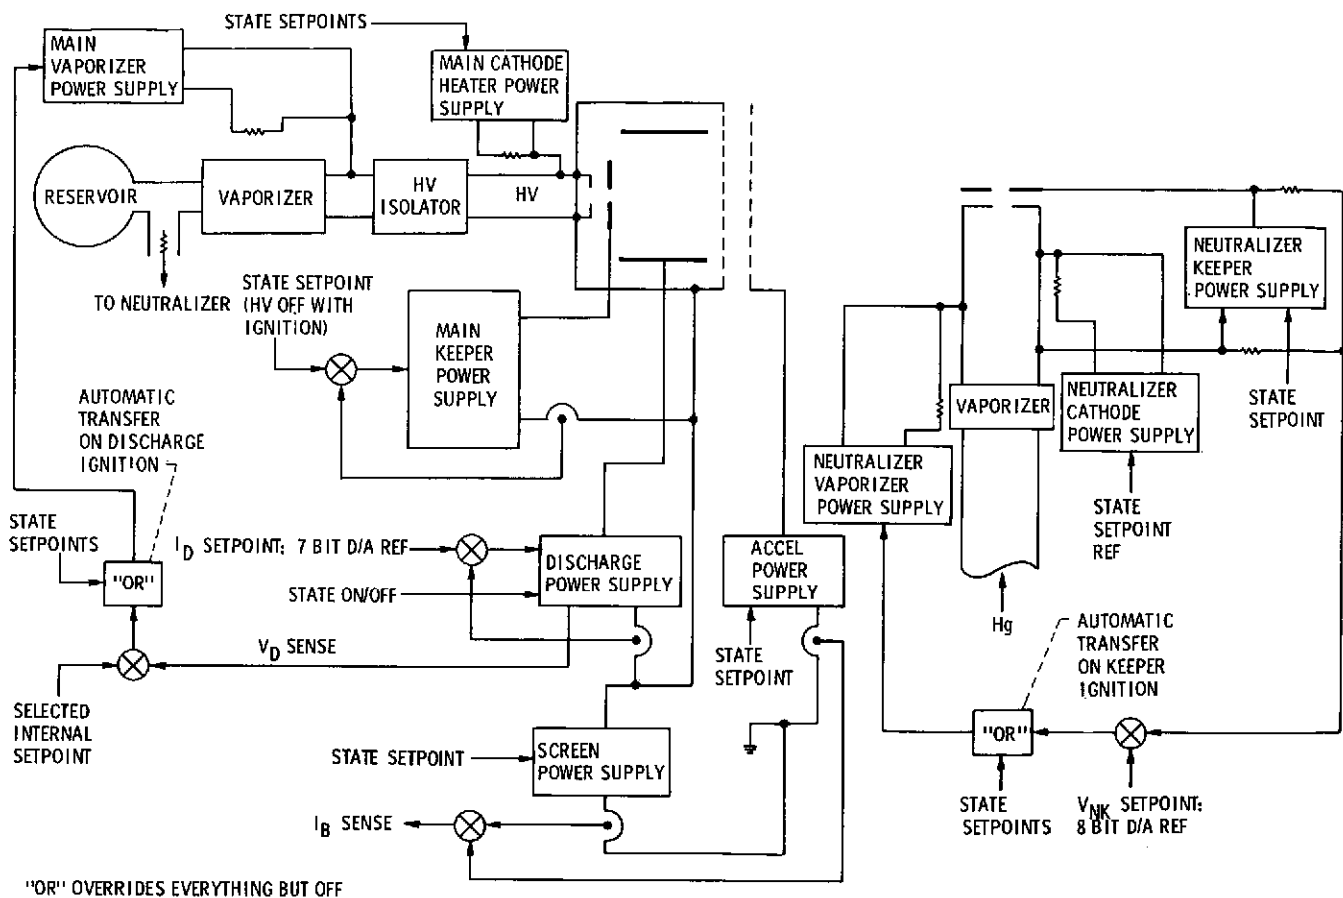 STATE SETPOINTS
MAIN
VAPORIZER
POWER SUPPLY
MAIN CATHODE
HEATER POWER
SUPPLY
RESERVOIR
VAPORIZER
HV
ISOLATOR
HV
TO NEUTRALIZER
STATE SETPOINT
(HV OFF WITH
IGNITION)
MAIN
KEEPER
POWER
SUPPLY
NEUTRALIZER
KEEPER
POWER SUPPLY
STATE
SETPOINT
VAPORIZER
NEUTRALIZER
CATHODE
POWER SUPPLY
NEUTRALIZER
VAPORIZER
POWER SUPPLY
STATE
SETPOINT
REF
AUTOMATIC
TRANSFER
ON DISCHARGE
IGNITION
STATE
SETPOINTS
"OR"
I_D SETPOINT: 7 BIT D/A REF
DISCHARGE
POWER SUPPLY
STATE ON/OFF
ACCEL
POWER
SUPPLY
V_D SENSE
STATE
SETPOINT
Hg
AUTOMATIC
TRANSFER
ON KEEPER
IGNITION
SELECTED
INTERNAL
SETPOINT
STATE SETPOINT
SCREEN
POWER SUPPLY
"OR"
STATE
SETPOINTS
V_NK SETPOINT:
8 BIT D/A REF
I_B SENSE
"OR" OVERRIDES EVERYTHING BUT OFF